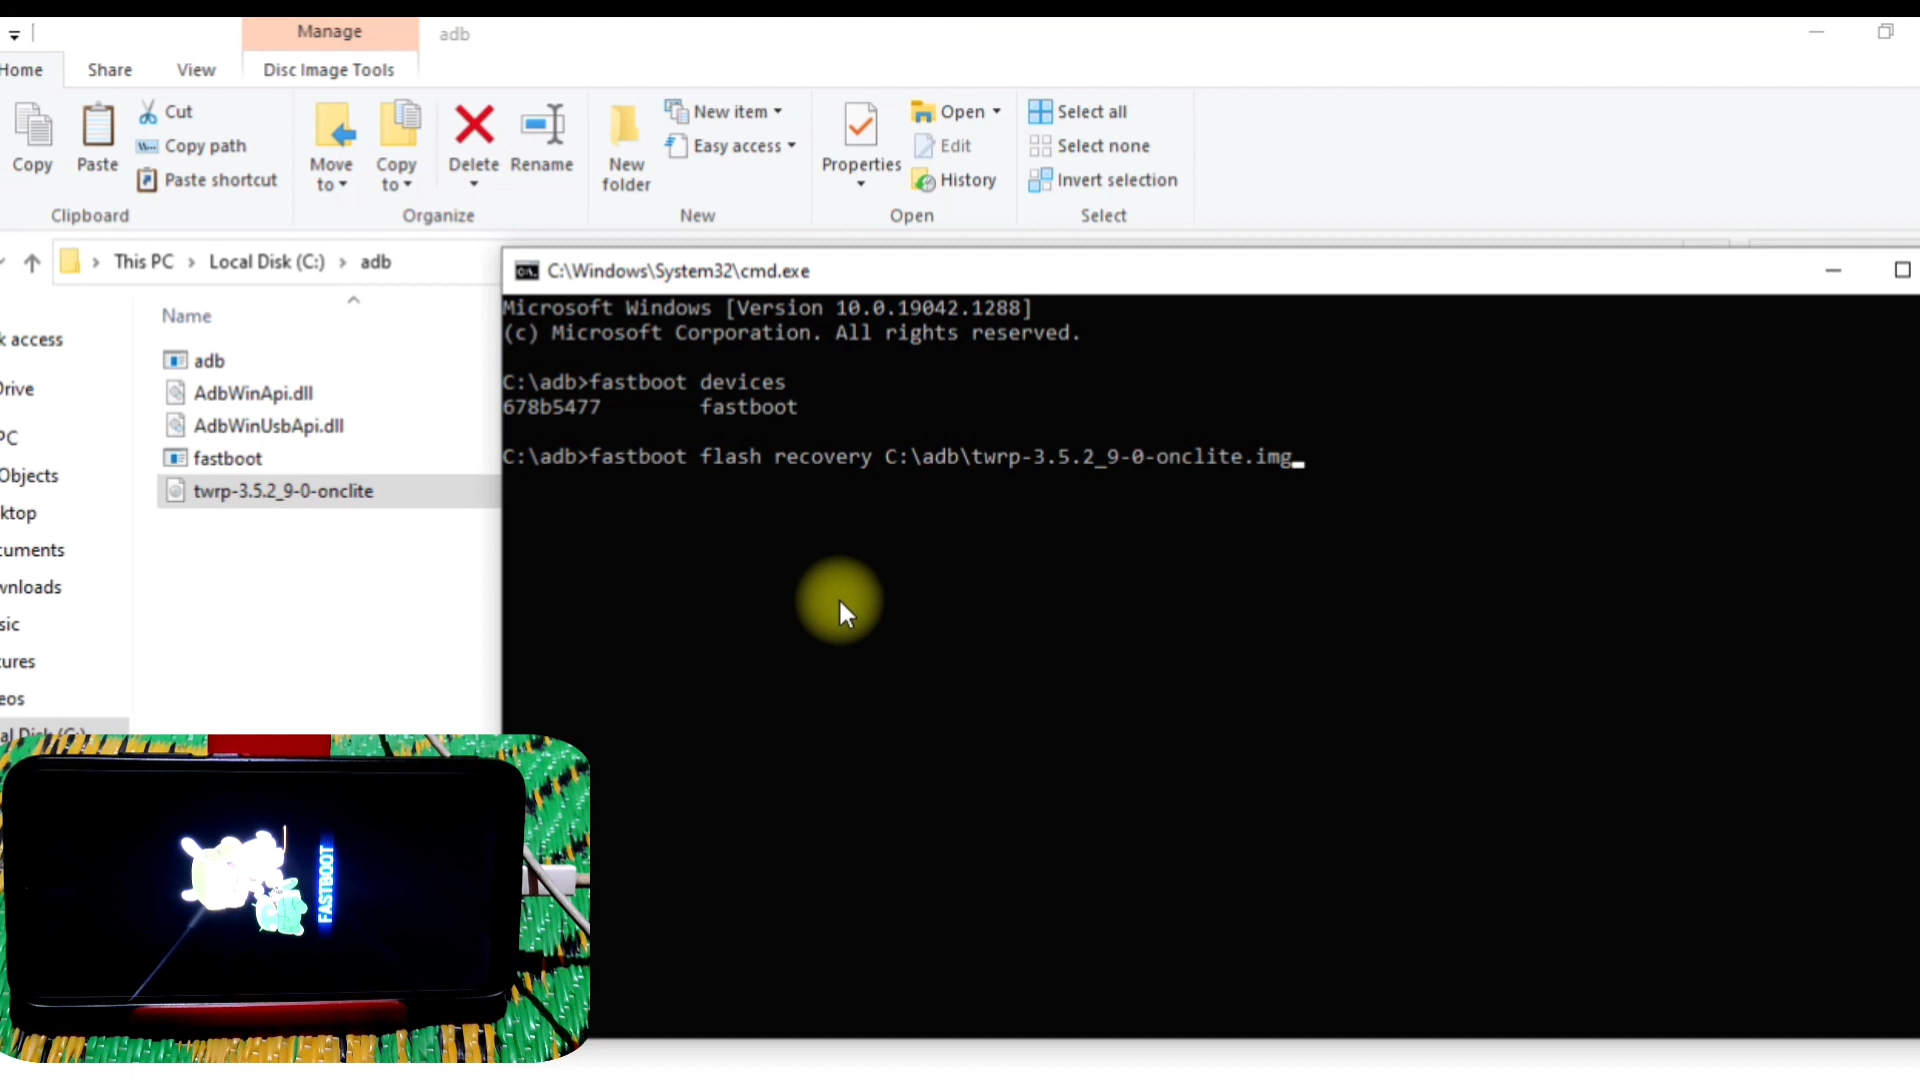 Manage
adb
Home
Share
View
Disc Image Tools
Copy
Paste
Cut
Copy path
Paste shortcut
Clipboard
Move to
Copy to
Delete
Rename
Organize
New folder
New item
Easy access
New
Properties
Open
Edit
History
Open
Select all
Select none
Invert selection
Select
This PC > Local Disk (C:) > adb
Name
k access
Drive
PC
Objects
ktop
cuments
wnloads
sic
tures
eos
al Disk (C:)
adb
AdbWinApi.dll
AdbWinUsbApi.dll
fastboot
twrp-3.5.2_9-0-onclite
C:\Windows\System32\cmd.exe
Microsoft Windows [Version 10.0.19042.1288]
(c) Microsoft Corporation. All rights reserved.
C:\adb>fastboot devices
678b5477 fastboot
C:\adb>fastboot flash recovery C:\adb\twrp-3.5.2_9-0-onclite.img
FASTBOOT